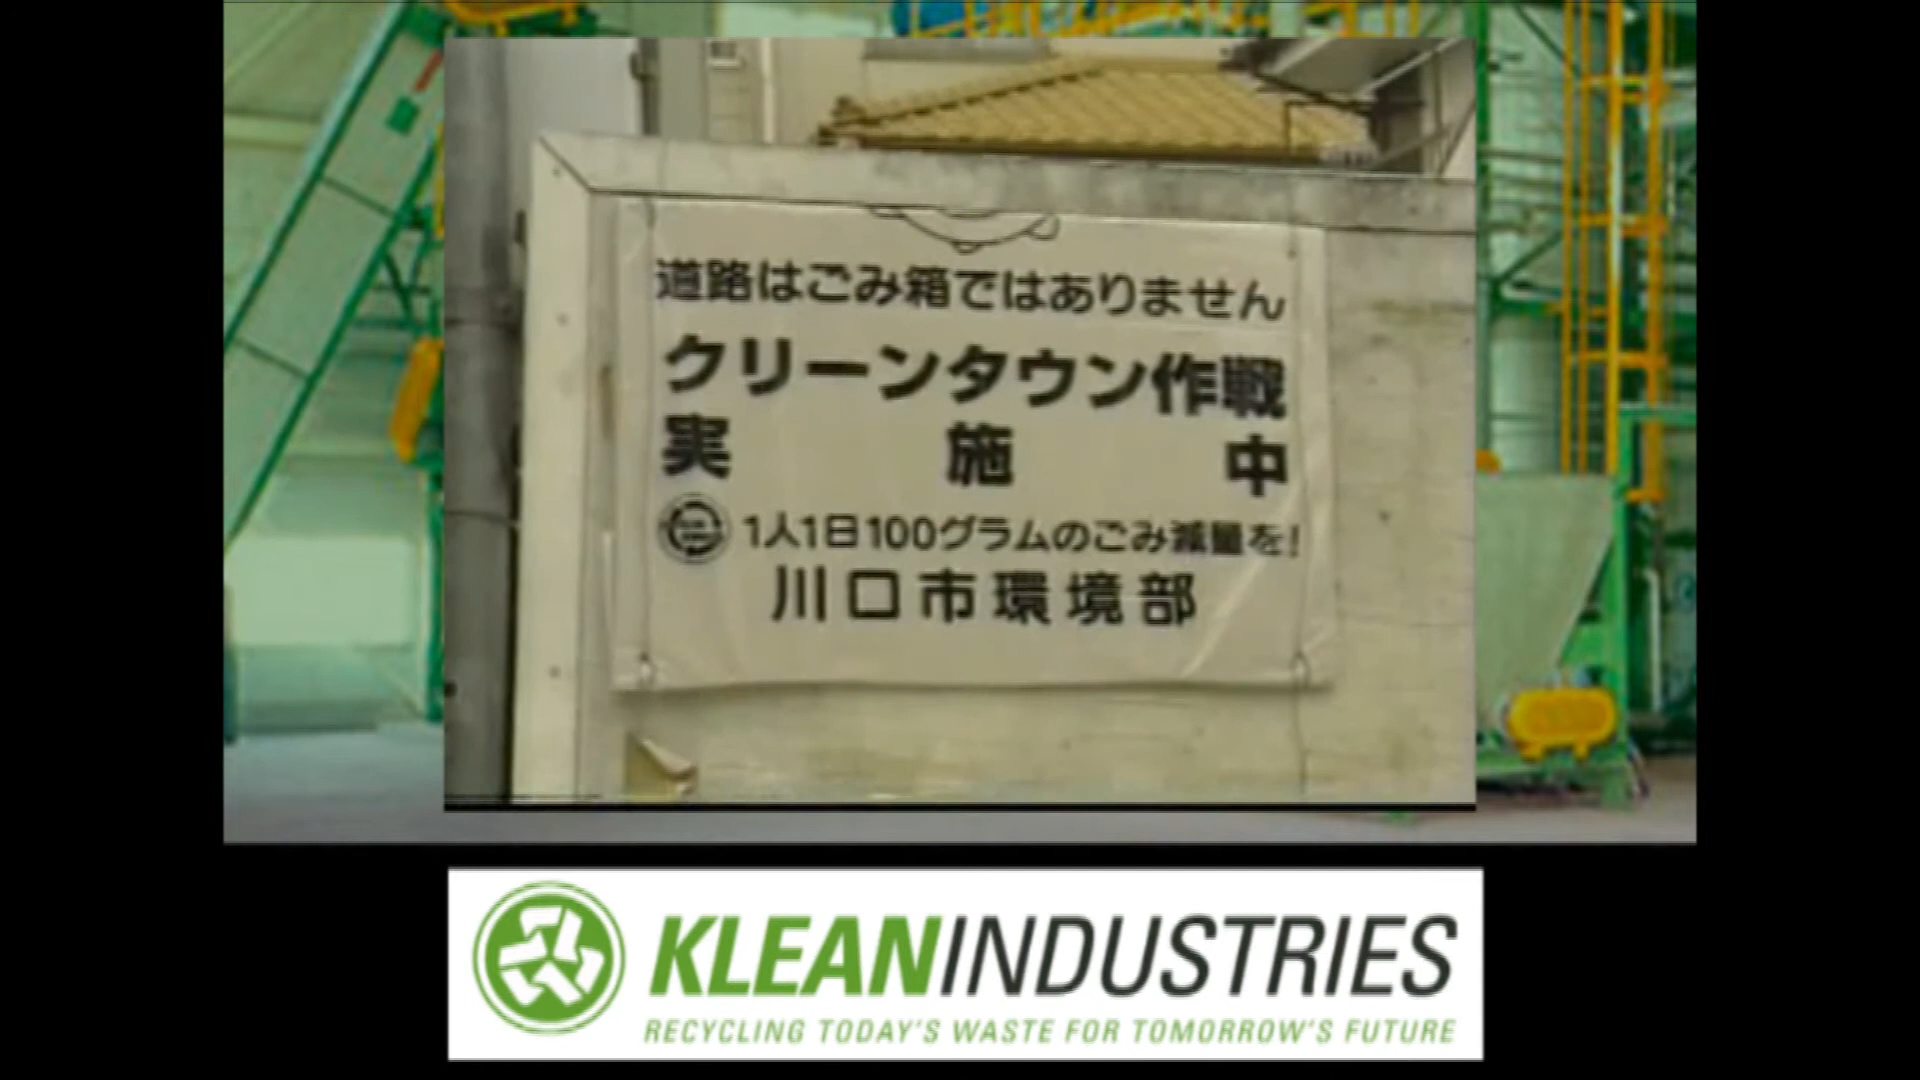 道路はごみ箱ではありません
クリーンタウン作戦
実施中
1人1日100グラムのごみ減量を!
川口市環境部
KLEANINDUSTRIES
RECYCLING TODAY'S WASTE FOR TOMORROW'S FUTURE